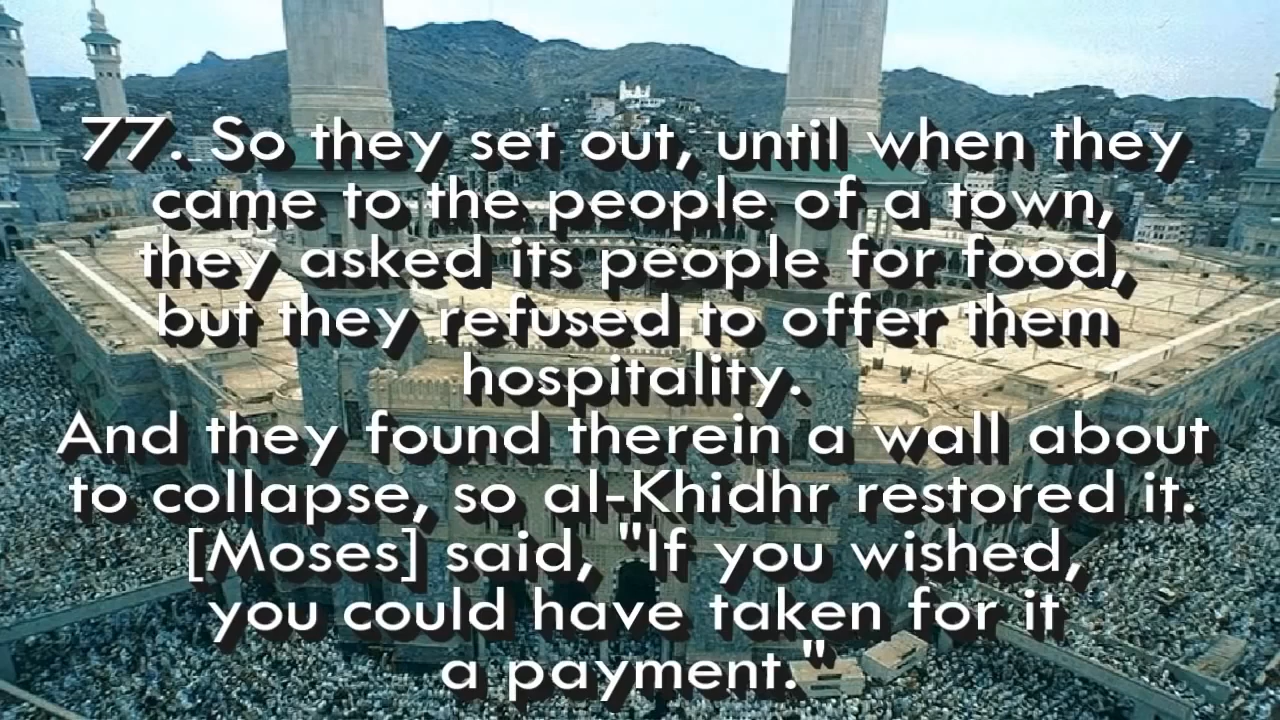 77. So they set out, until when they
came to the people of a town,
they asked its people for food,
but they refused to offer them
hospitality.
And they found therein a wall about
to collapse, so al-Khidhr restored it.
[Moses] said, "If you wished,
you could have taken for it
a payment."